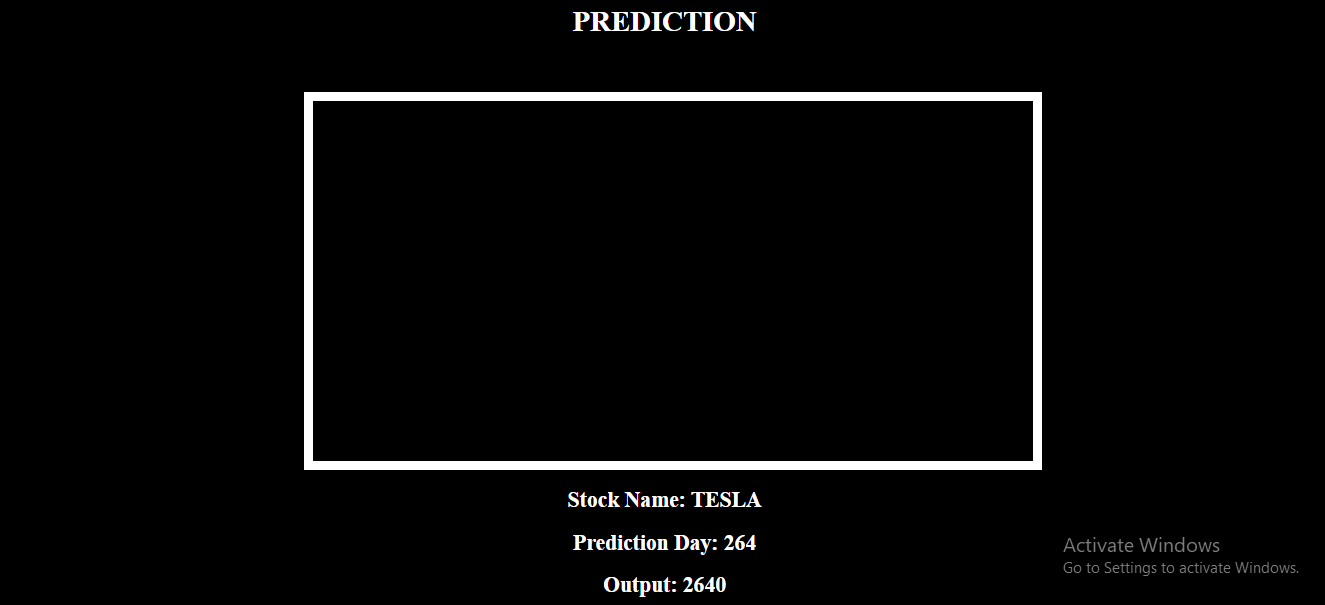 PREDICTION
Stock Name: TESLA
Prediction Day: 264
Output: 2640
Activate Windows
Go to Settings to activate Windows.